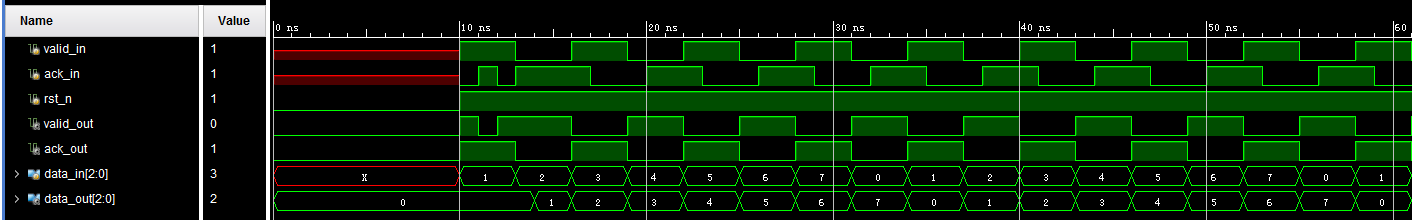 Name Value
0 ns 10 ns 20 ns 30 ns 40 ns 50 ns 60
valid_in 1
ack_in 1
rst_n 1
valid_out 0
ack_out 1
data_in[2:0] 3 X 1 2 3 4 5 6 7 0 1 2 3 4 5 6 7 0 1
data_out[2:0] 2 0 1 2 3 4 5 6 7 0 1 2 3 4 5 6 7 0